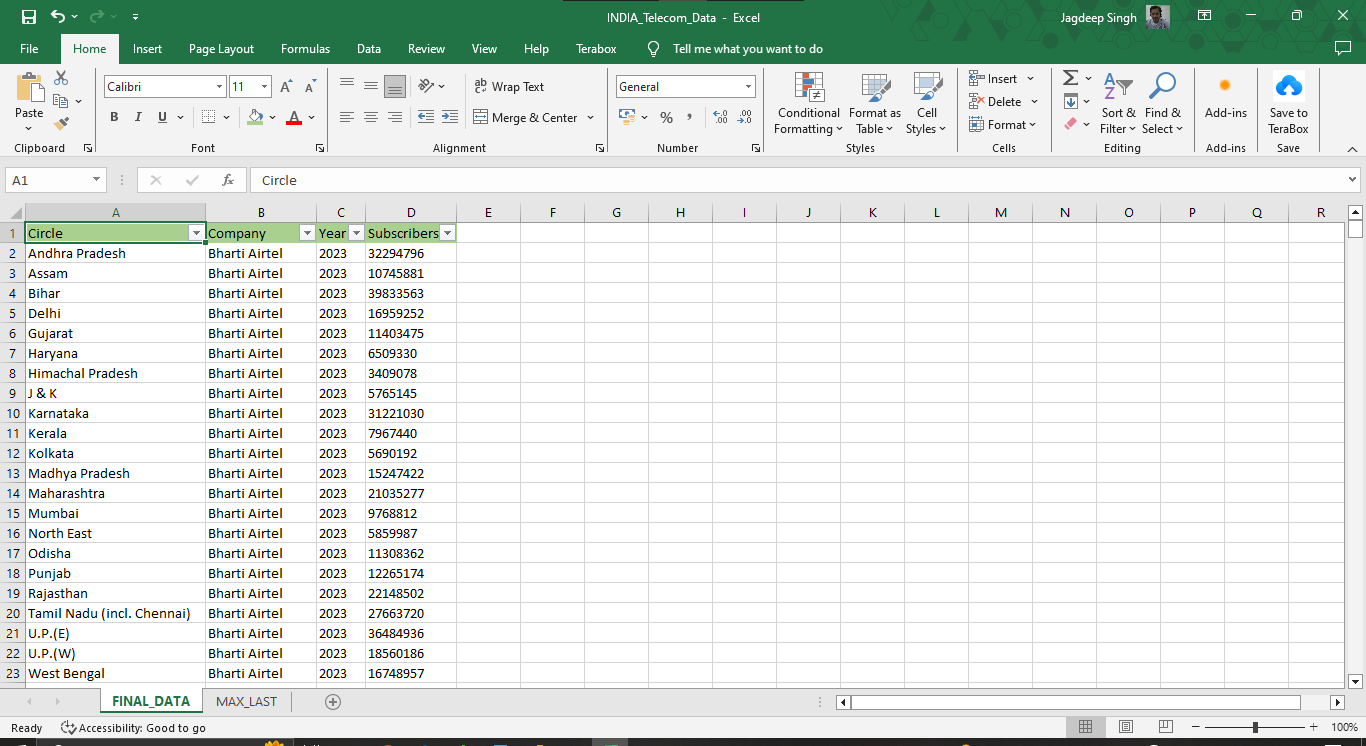 INDIA_Telecom_Data - Excel
Jagdeep Singh
File Home Insert Page Layout Formulas Data Review View Help Terabox Tell me what you want to do
Calibri 11
General
Paste
B I U
ab Wrap Text
Merge & Center
% ,
Conditional Formatting
Format as Table
Cell Styles
Insert
Delete
Format
Sort & Filter
Find & Select
Add-ins
Save to TeraBox
Clipboard Font Alignment Number Styles Cells Editing Add-ins Save
A1 fx Circle
A B C D E F G H I J K L M N O P Q R
1 Circle Company Year Subscribers
2 Andhra Pradesh Bharti Airtel 2023 32294796
3 Assam Bharti Airtel 2023 10745881
4 Bihar Bharti Airtel 2023 39833563
5 Delhi Bharti Airtel 2023 16959252
6 Gujarat Bharti Airtel 2023 11403475
7 Haryana Bharti Airtel 2023 6509330
8 Himachal Pradesh Bharti Airtel 2023 3409078
9 J & K Bharti Airtel 2023 5765145
10 Karnataka Bharti Airtel 2023 31221030
11 Kerala Bharti Airtel 2023 7967440
12 Kolkata Bharti Airtel 2023 5690192
13 Madhya Pradesh Bharti Airtel 2023 15247422
14 Maharashtra Bharti Airtel 2023 21035277
15 Mumbai Bharti Airtel 2023 9768812
16 North East Bharti Airtel 2023 5859987
17 Odisha Bharti Airtel 2023 11308362
18 Punjab Bharti Airtel 2023 12265174
19 Rajasthan Bharti Airtel 2023 22148502
20 Tamil Nadu (incl. Chennai) Bharti Airtel 2023 27663720
21 U.P.(E) Bharti Airtel 2023 36484936
22 U.P.(W) Bharti Airtel 2023 18560186
23 West Bengal Bharti Airtel 2023 16748957
FINAL_DATA MAX_LAST
Ready Accessibility: Good to go 100%